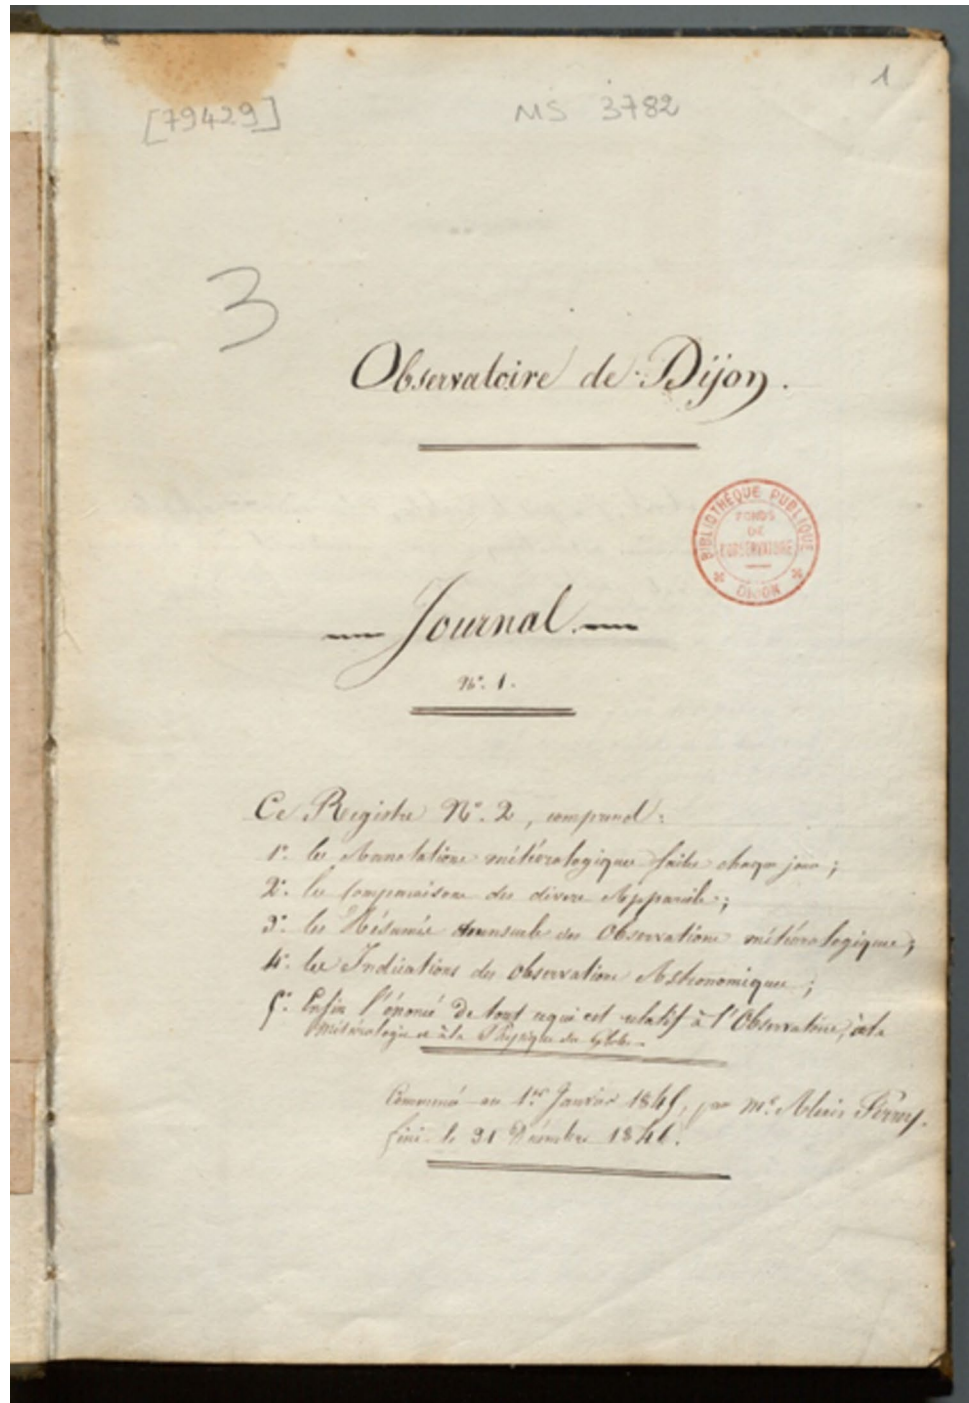 1
[79429]
MS 3782
3
Observatoire de Dijon.
BIBLIOTHÈQUE PUBLIQUE
FONDS
DE
L'OBSERVATOIRE
DIJON
Journal.
N°. 1.
Ce Registre N°. 2, comprend:
1°. les Annotations météorologiques faites chaque jour;
2°. les Comparaisons des divers Appareils;
3°. les Résumés mensuels des Observations météorologiques;
4°. les Indications des observations Astronomiques;
5°. Enfin l'énoncé de tout ce qui est relatif à l'Observatoire, à la
Météorologie et à la Physique du Globe.
Commencé au 1er Janvier 1845, par Mr. Alexis Perrey.
fini le 31 Décembre 1846.